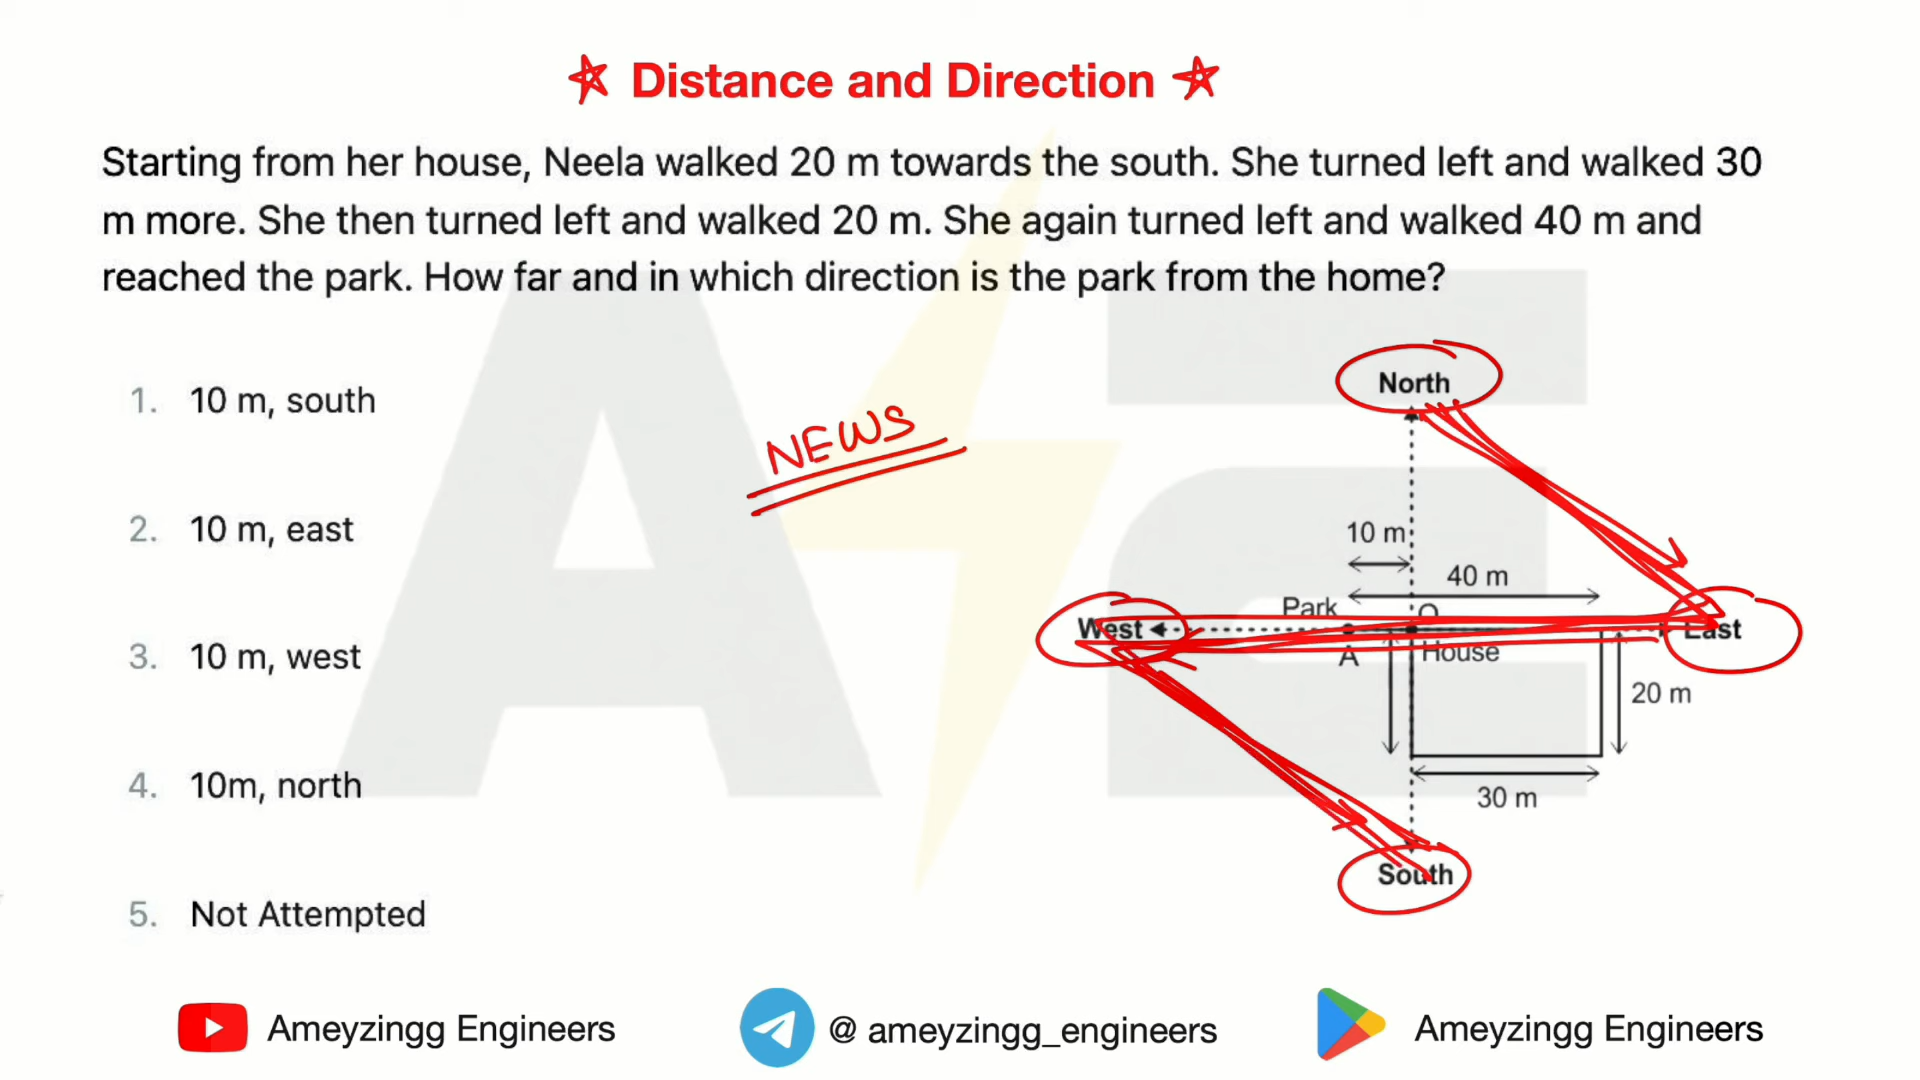 Distance and Direction
Starting from her house, Neela walked 20 m towards the south. She turned left and walked 30
m more. She then turned left and walked 20 m. She again turned left and walked 40 m and
reached the park. How far and in which direction is the park from the home?
1. 10 m, south
2. 10 m, east
3. 10 m, west
4. 10m, north
5. Not Attempted
NEWS
North
10 m
40 m
Park
O
West
East
A
House
20 m
30 m
South
Ameyzingg Engineers
@ ameyzingg_engineers
Ameyzingg Engineers